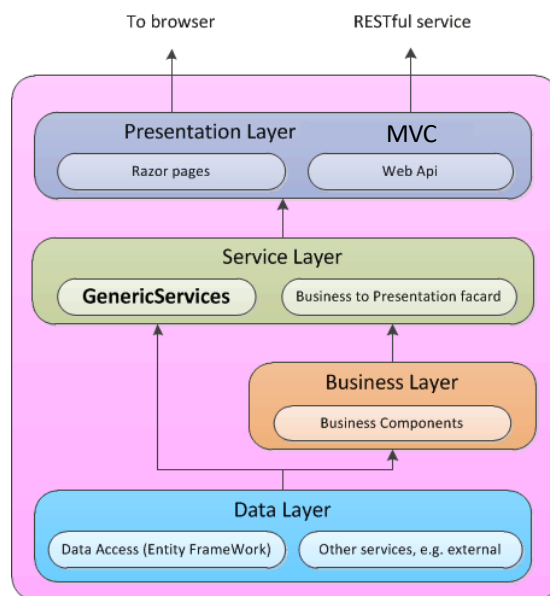 To browser
RESTful service
Presentation Layer
MVC
Razor pages
Web Api
Service Layer
GenericServices
Business to Presentation facard
Business Layer
Business Components
Data Layer
Data Access (Entity FrameWork)
Other services, e.g. external